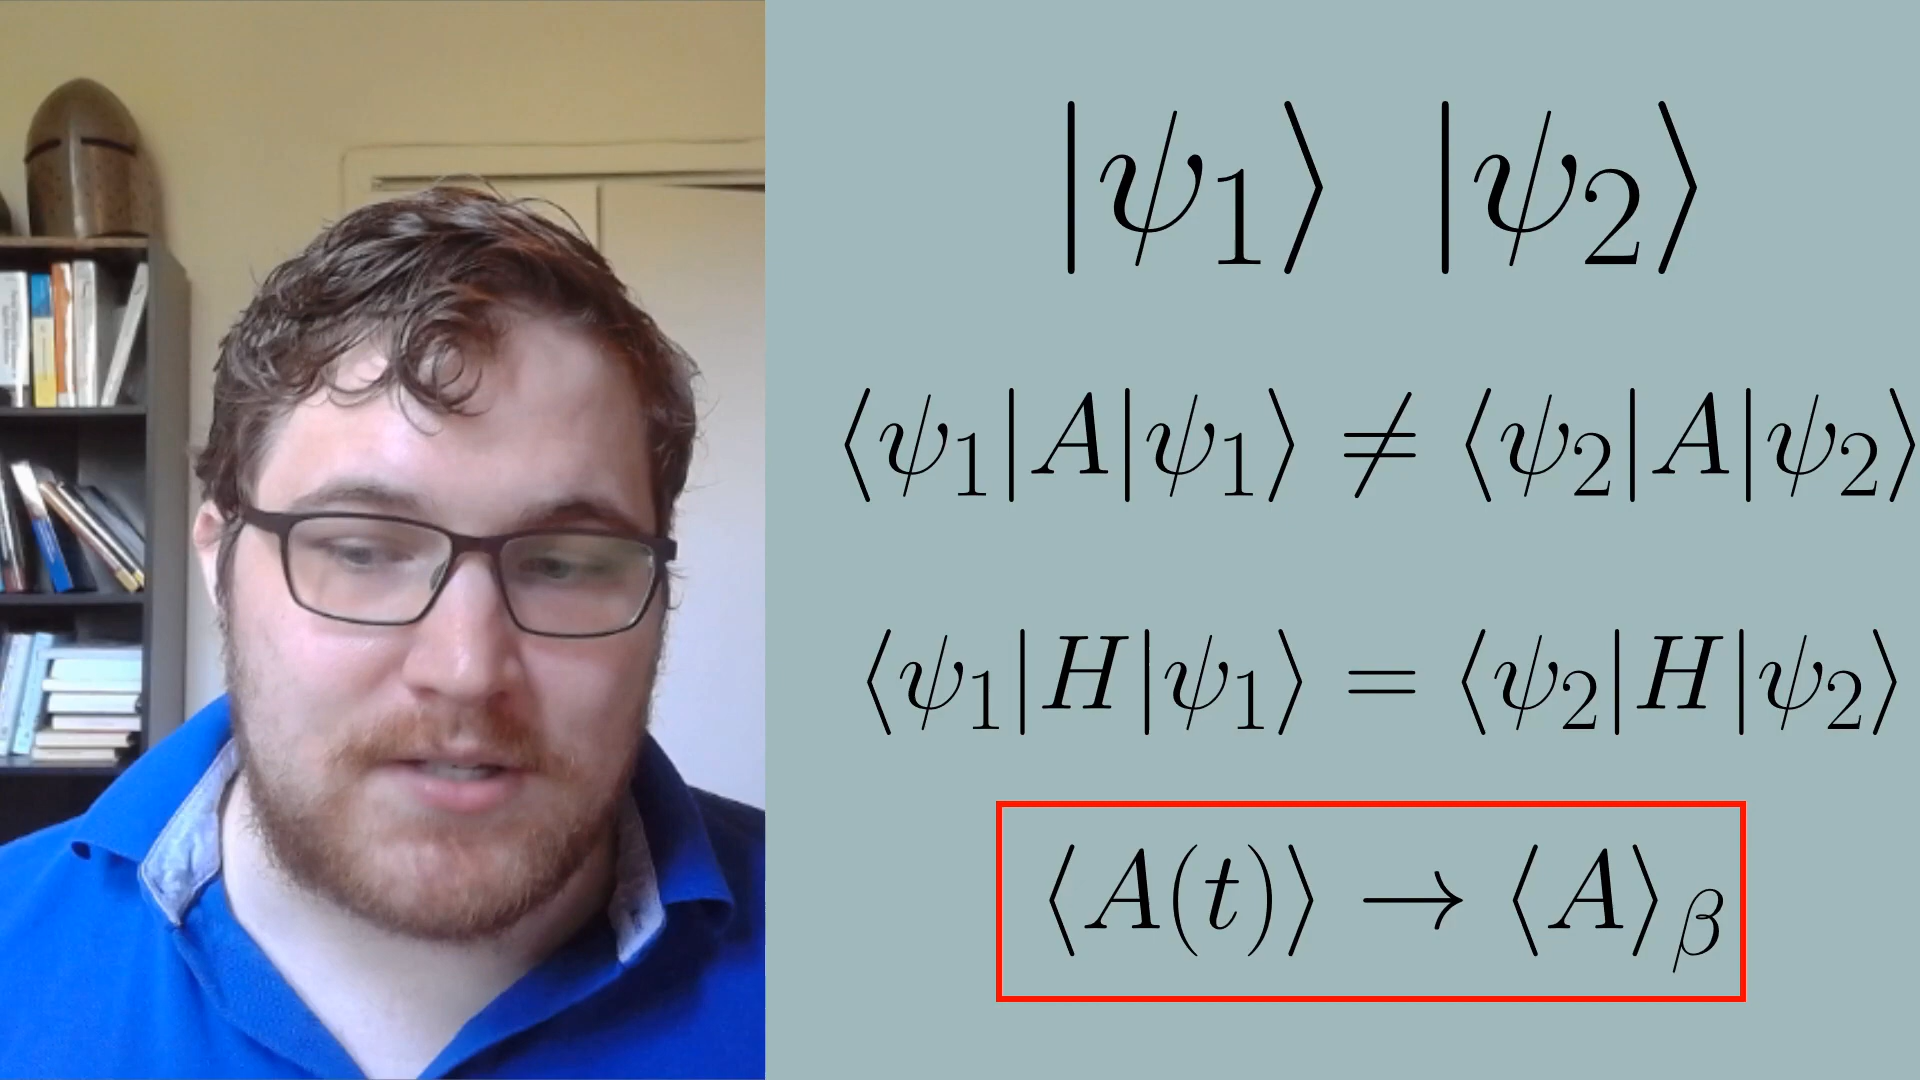 |ψ₁⟩ |ψ₂⟩
⟨ψ₁|A|ψ₁⟩ ≠ ⟨ψ₂|A|ψ₂⟩
⟨ψ₁|H|ψ₁⟩ = ⟨ψ₂|H|ψ₂⟩
⟨A(t)⟩ → ⟨A⟩_β